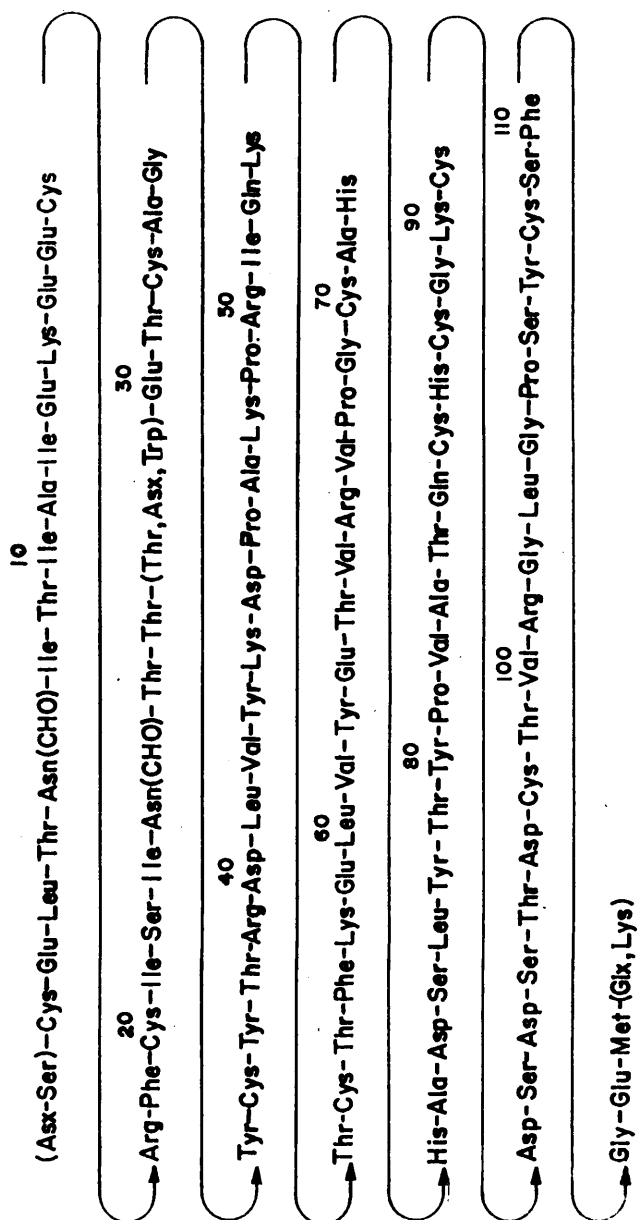 10
(Asx-Ser)-Cys-Glu-Leu-Thr-Asn(CHO)-Ile-Thr-Ile-Ala-Ile-Glu-Lys-Glu-Glu-Cys
20 30
Arg-Phe-Cys-Ile-Ser-Ile-Asn(CHO)-Thr-Thr-(Thr,Asx,Trp)-Glu-Thr-Cys-Ala-Gly
40 50
Tyr-Cys-Tyr-Thr-Arg-Asp-Leu-Val-Tyr-Lys-Asp-Pro-Ala-Lys-Pro-Arg-Ile-Gln-Lys
60 70
Thr-Cys-Thr-Phe-Lys-Glu-Leu-Val-Tyr-Glu-Thr-Val-Arg-Val-Pro-Gly-Cys-Ala-His
80 90
His-Ala-Asp-Ser-Leu-Tyr-Thr-Tyr-Pro-Val-Ala-Thr-Gln-Cys-His-Cys-Gly-Lys-Cys
100 110
Asp-Ser-Asp-Ser-Thr-Asp-Cys-Thr-Val-Arg-Gly-Leu-Gly-Pro-Ser-Tyr-Cys-Ser-Phe
Gly-Glu-Met-(Glx,Lys)